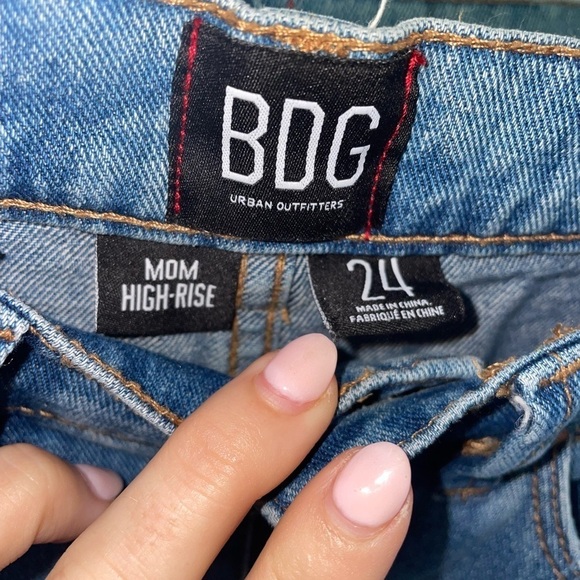 BDG
URBAN OUTFITTERS
MOM
HIGH-RISE
24
MADE IN CHINA.
FABRIQUÉ EN CHINE